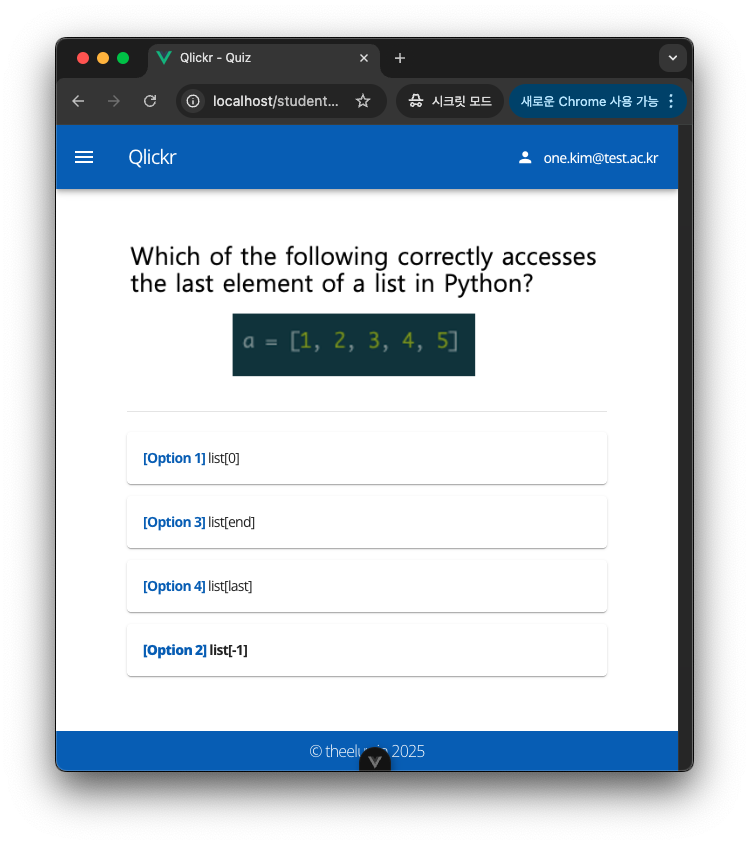 Qlickr - Quiz
localhost/student...
시크릿 모드
새로운 Chrome 사용 가능
Qlickr
one.kim@test.ac.kr
Which of the following correctly accesses
the last element of a list in Python?
a = [1, 2, 3, 4, 5]
[Option 1] list[0]
[Option 3] list[end]
[Option 4] list[last]
[Option 2] list[-1]
© 2025